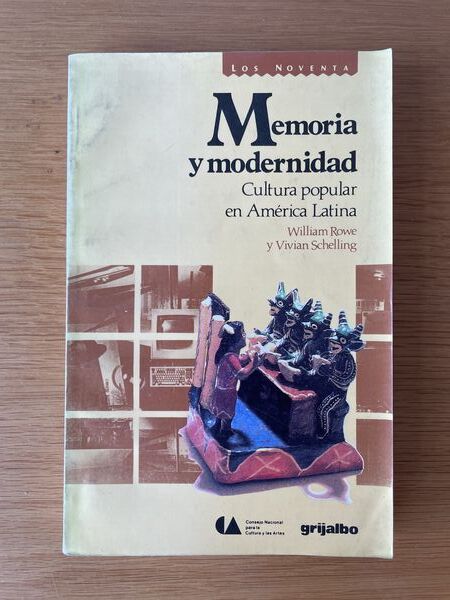 LOS NOVENTA
Memoria
y modernidad
Cultura popular
en América Latina
William Rowe
y Vivian Schelling
CA
Consejo Nacional
para la
Cultura y las Artes
grijalbo